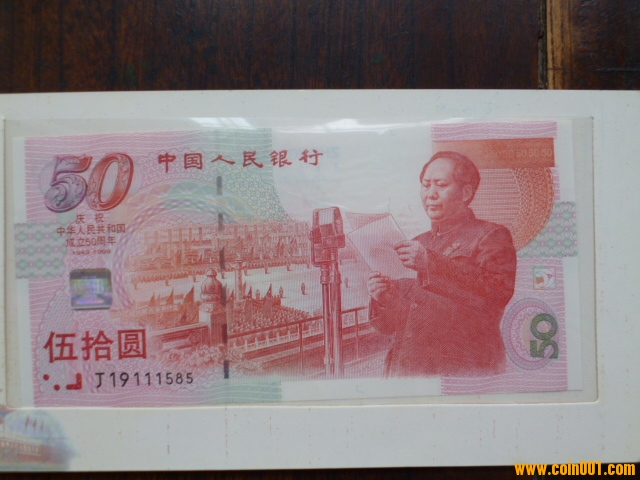 50
中国人民银行
庆祝
中华人民共和国
成立50周年
1949-1999
伍拾圆
J19111585
50
www.coin001.com